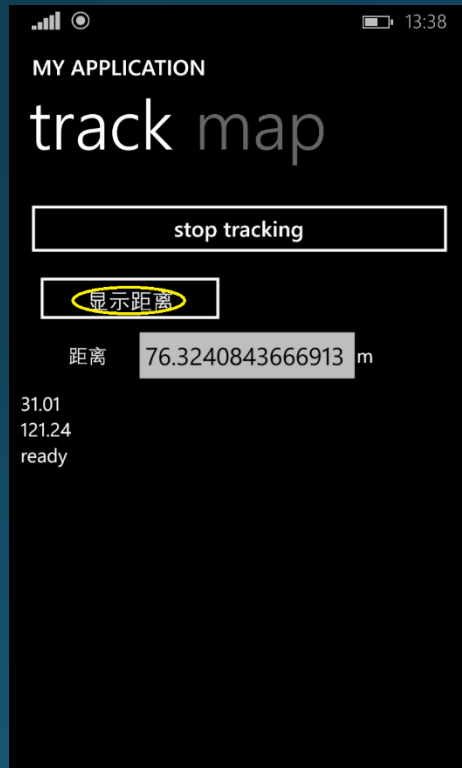 13:38
MY APPLICATION
track map
stop tracking
显示距离
距离 76.3240843666913 m
31.01
121.24
ready